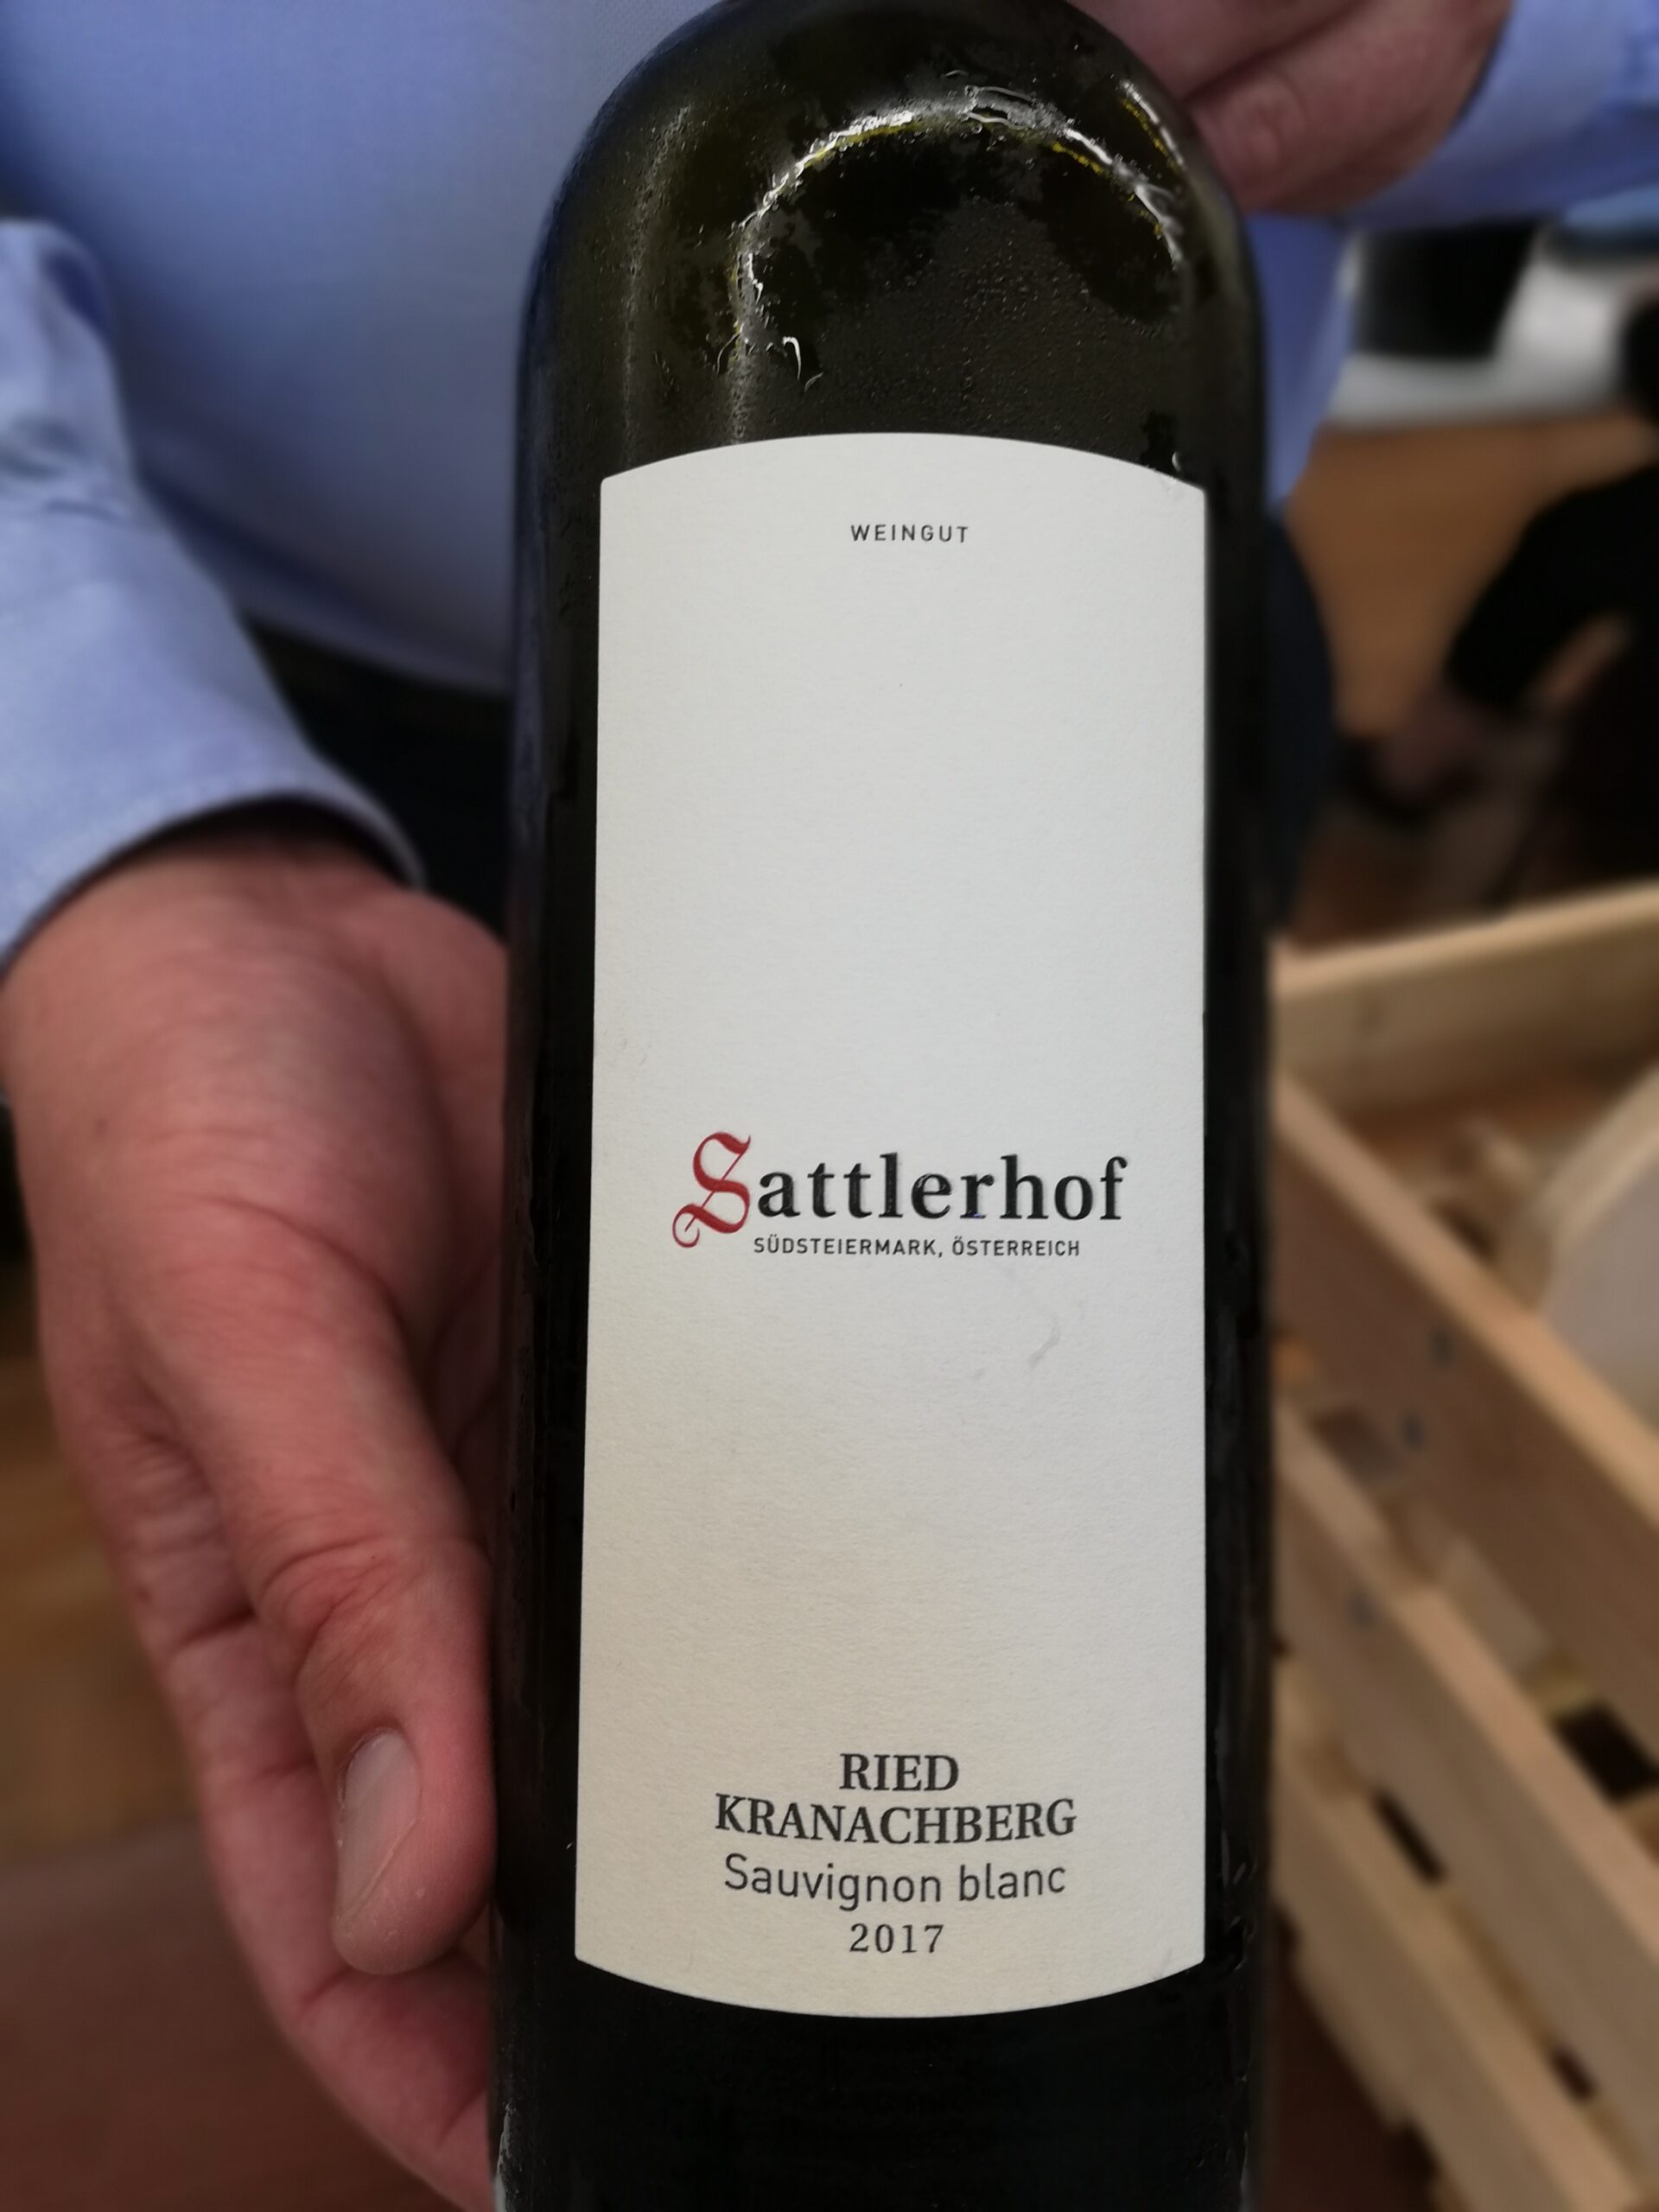 WEINGUT
Sattlerhof
SÜDSTEIERMARK, ÖSTERREICH
RIED
KRANACHBERG
Sauvignon blanc
2017